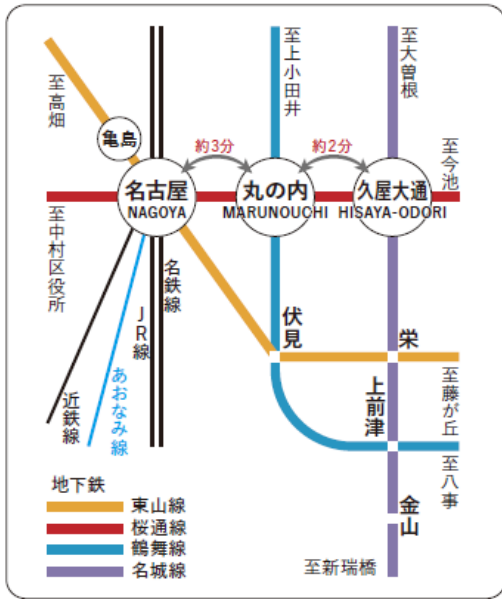 至高畑
至上小田井
至大曽根
亀島
約3分
約2分
至今池
名古屋
NAGOYA
丸の内
MARUNOUCHI
久屋大通
HISAYA-ODORI
至中村区役所
名鉄線
JR線
あおなみ線
近鉄線
伏見
栄
上前津
至藤が丘
至八事
金山
至新瑞橋
地下鉄
東山線
桜通線
鶴舞線
名城線